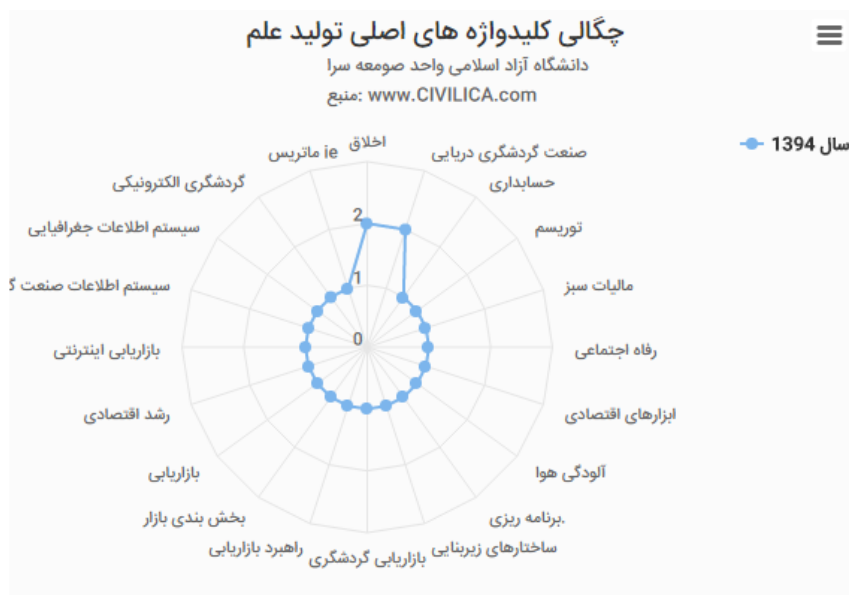 چگالی کلیدواژه های اصلی تولید علم
دانشگاه آزاد اسلامی واحد صومعه سرا
منبع: www.CIVILICA.com
سال 1394
اخلاق
صنعت گردشگری دریایی
حسابداری
توریسم
مالیات سبز
رفاه اجتماعی
ابزارهای اقتصادی
آلودگی هوا
برنامه ریزی.
ساختارهای زیربنایی
بازاریابی گردشگری
راهبرد بازاریابی
بخش بندی بازار
بازاریابی
رشد اقتصادی
بازاریابی اینترنتی
سیستم اطلاعات صنعت گ
سیستم اطلاعات جغرافیایی
گردشگری الکترونیکی
ماتریس ie
2
1
0